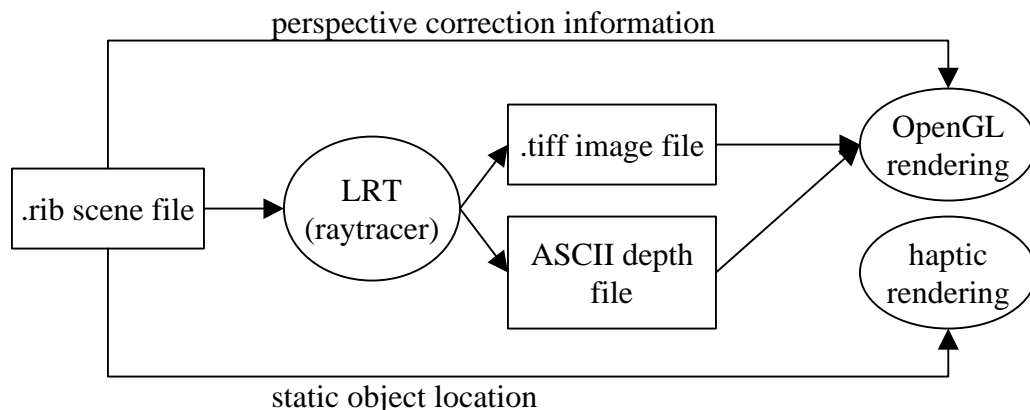 perspective correction information
.rib scene file
LRT
(raytracer)
.tiff image file
ASCII depth
file
OpenGL
rendering
haptic
rendering
static object location